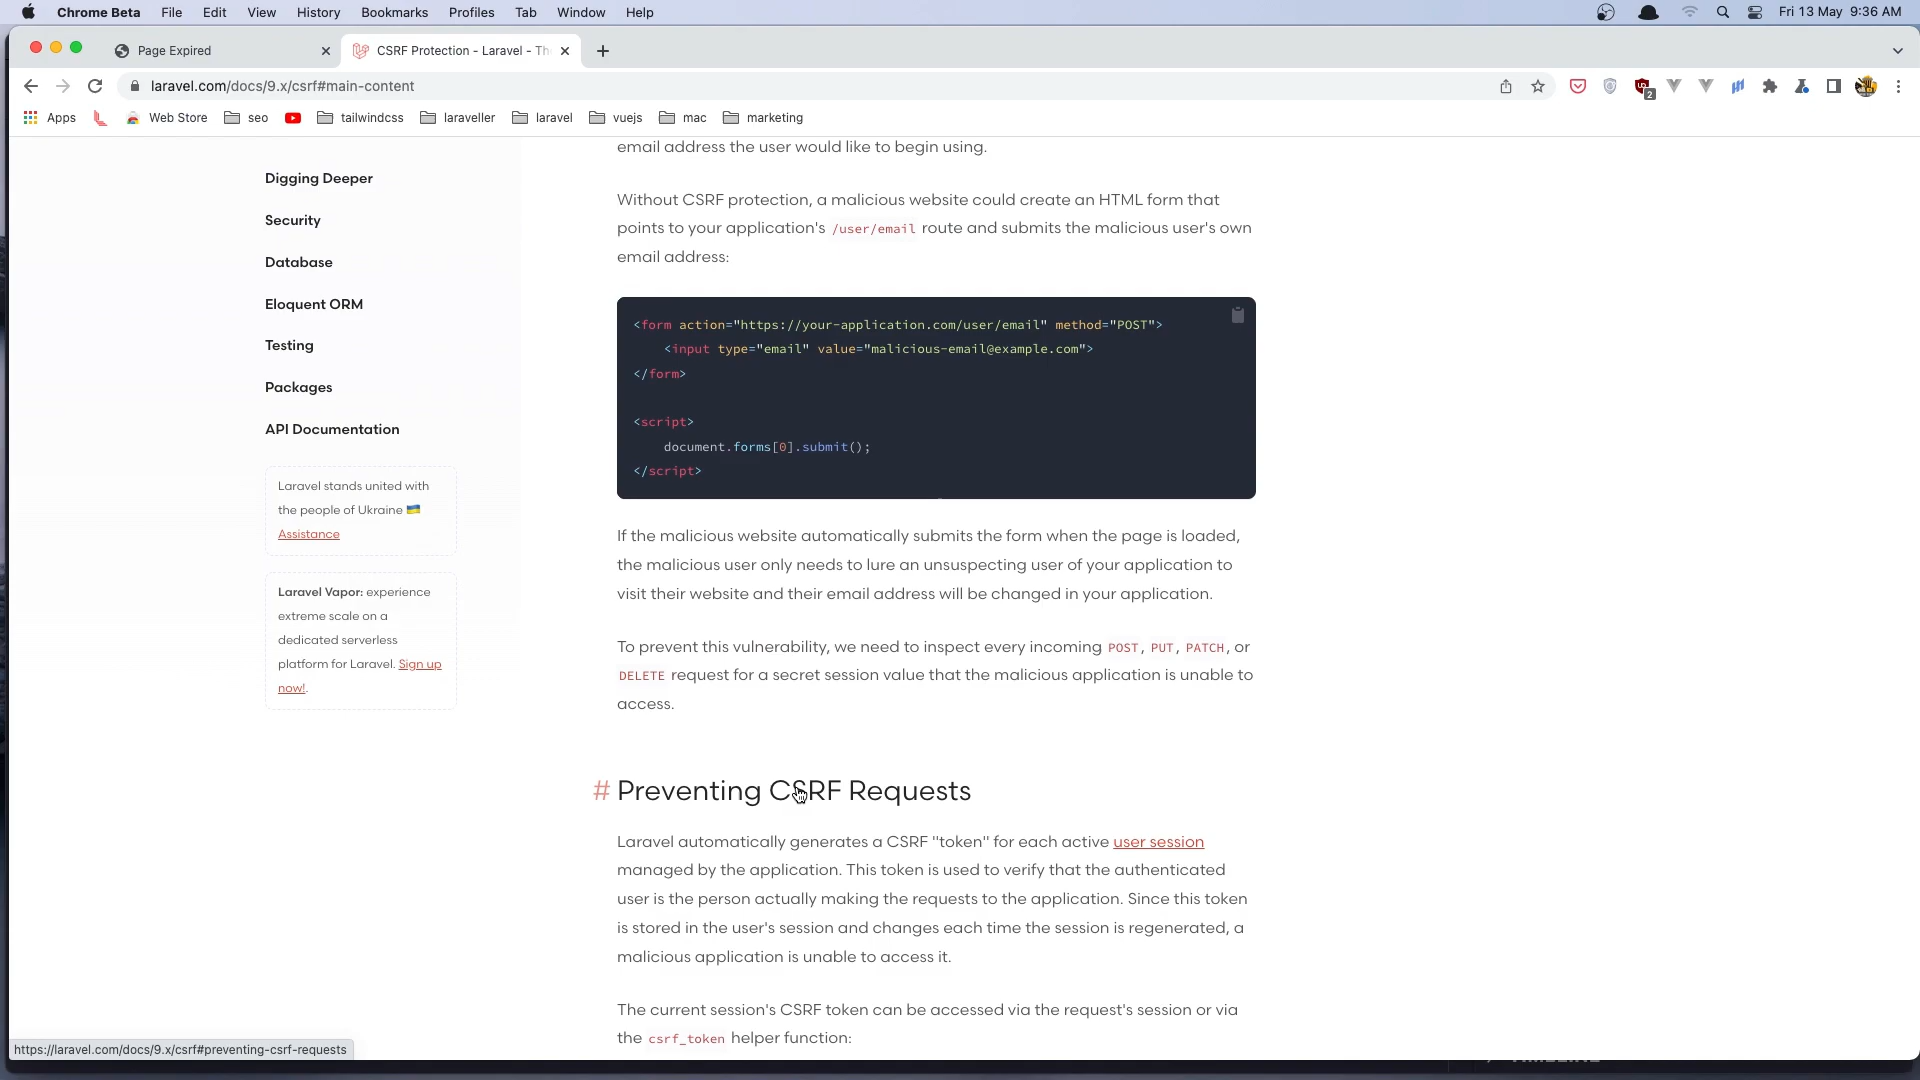 Chrome Beta File Edit View History Bookmarks Profiles Tab Window Help Fri 13 May 9:36 AM
Page Expired
CSRF Protection - Laravel - Th
laravel.com/docs/9.x/csrf#main-content
2
Apps Web Store seo tailwindcss laraveller laravel vuejs mac marketing
Digging Deeper
Security
Database
Eloquent ORM
Testing
Packages
API Documentation
Laravel stands united with
the people of Ukraine
Assistance
Laravel Vapor: experience
extreme scale on a
dedicated serverless
platform for Laravel. Sign up
now!.
email address the user would like to begin using.
Without CSRF protection, a malicious website could create an HTML form that
points to your application's /user/email route and submits the malicious user's own
email address:
<form action="https://your-application.com/user/email" method="POST">
<input type="email" value="malicious-email@example.com">
</form>
<script>
document.forms[0].submit();
</script>
If the malicious website automatically submits the form when the page is loaded,
the malicious user only needs to lure an unsuspecting user of your application to
visit their website and their email address will be changed in your application.
To prevent this vulnerability, we need to inspect every incoming POST, PUT, PATCH, or
DELETE request for a secret session value that the malicious application is unable to
access.
# Preventing CSRF Requests
Laravel automatically generates a CSRF "token" for each active user session
managed by the application. This token is used to verify that the authenticated
user is the person actually making the requests to the application. Since this token
is stored in the user's session and changes each time the session is regenerated, a
malicious application is unable to access it.
The current session's CSRF token can be accessed via the request's session or via
the csrf_token helper function:
https://laravel.com/docs/9.x/csrf#preventing-csrf-requests